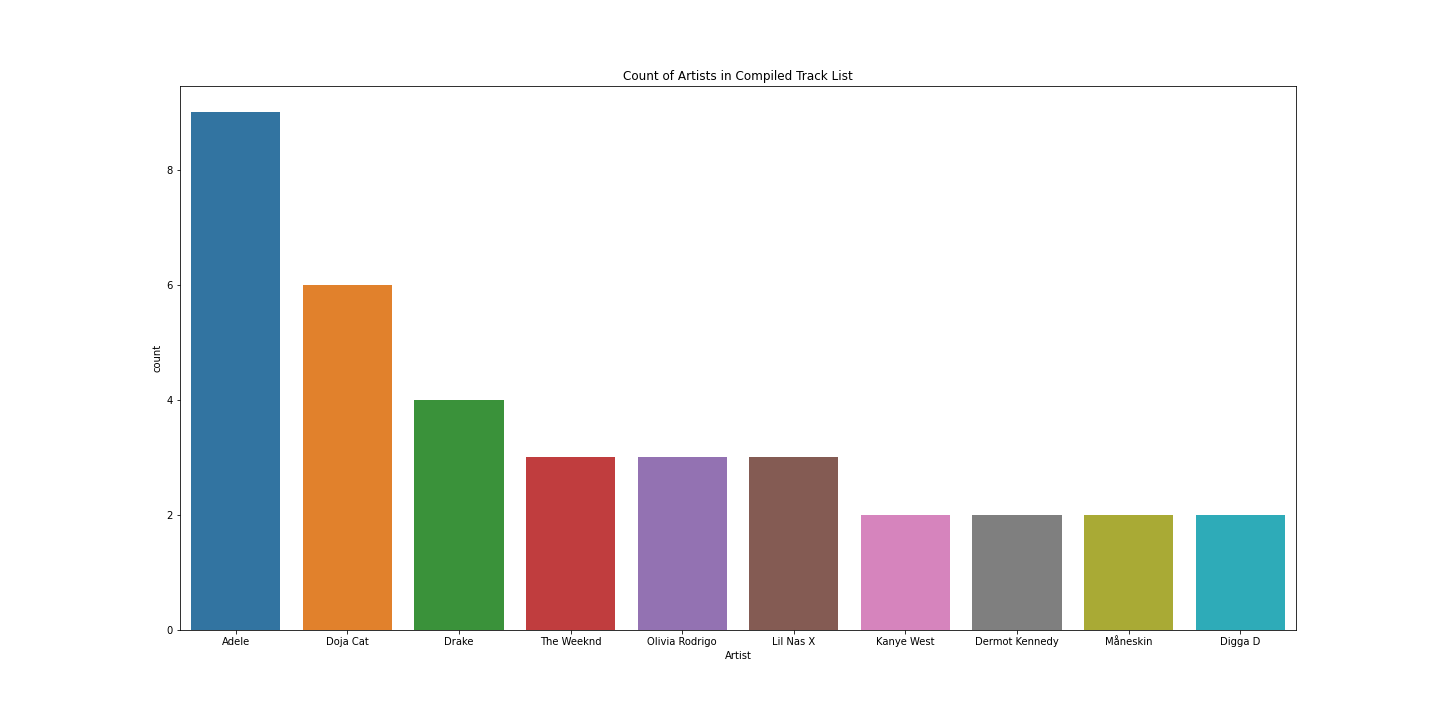 Count of Artists in Compiled Track List
8
6
4
2
0
count
Adele Doja Cat Drake The Weeknd Olivia Rodrigo Lil Nas X Kanye West Dermot Kennedy Måneskin Digga D
Artist